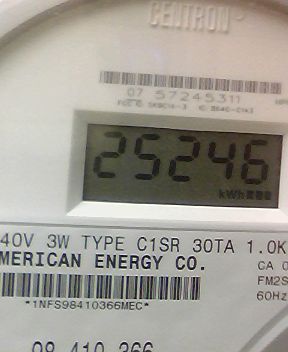 CENTRON
07 57245311
25246
kWh
40V 3W TYPE C1SR 30TA 1.0K
MERICAN ENERGY CO.
CA 0
FM2S
60Hz
*1NFS98410366MEC*
98 410 366